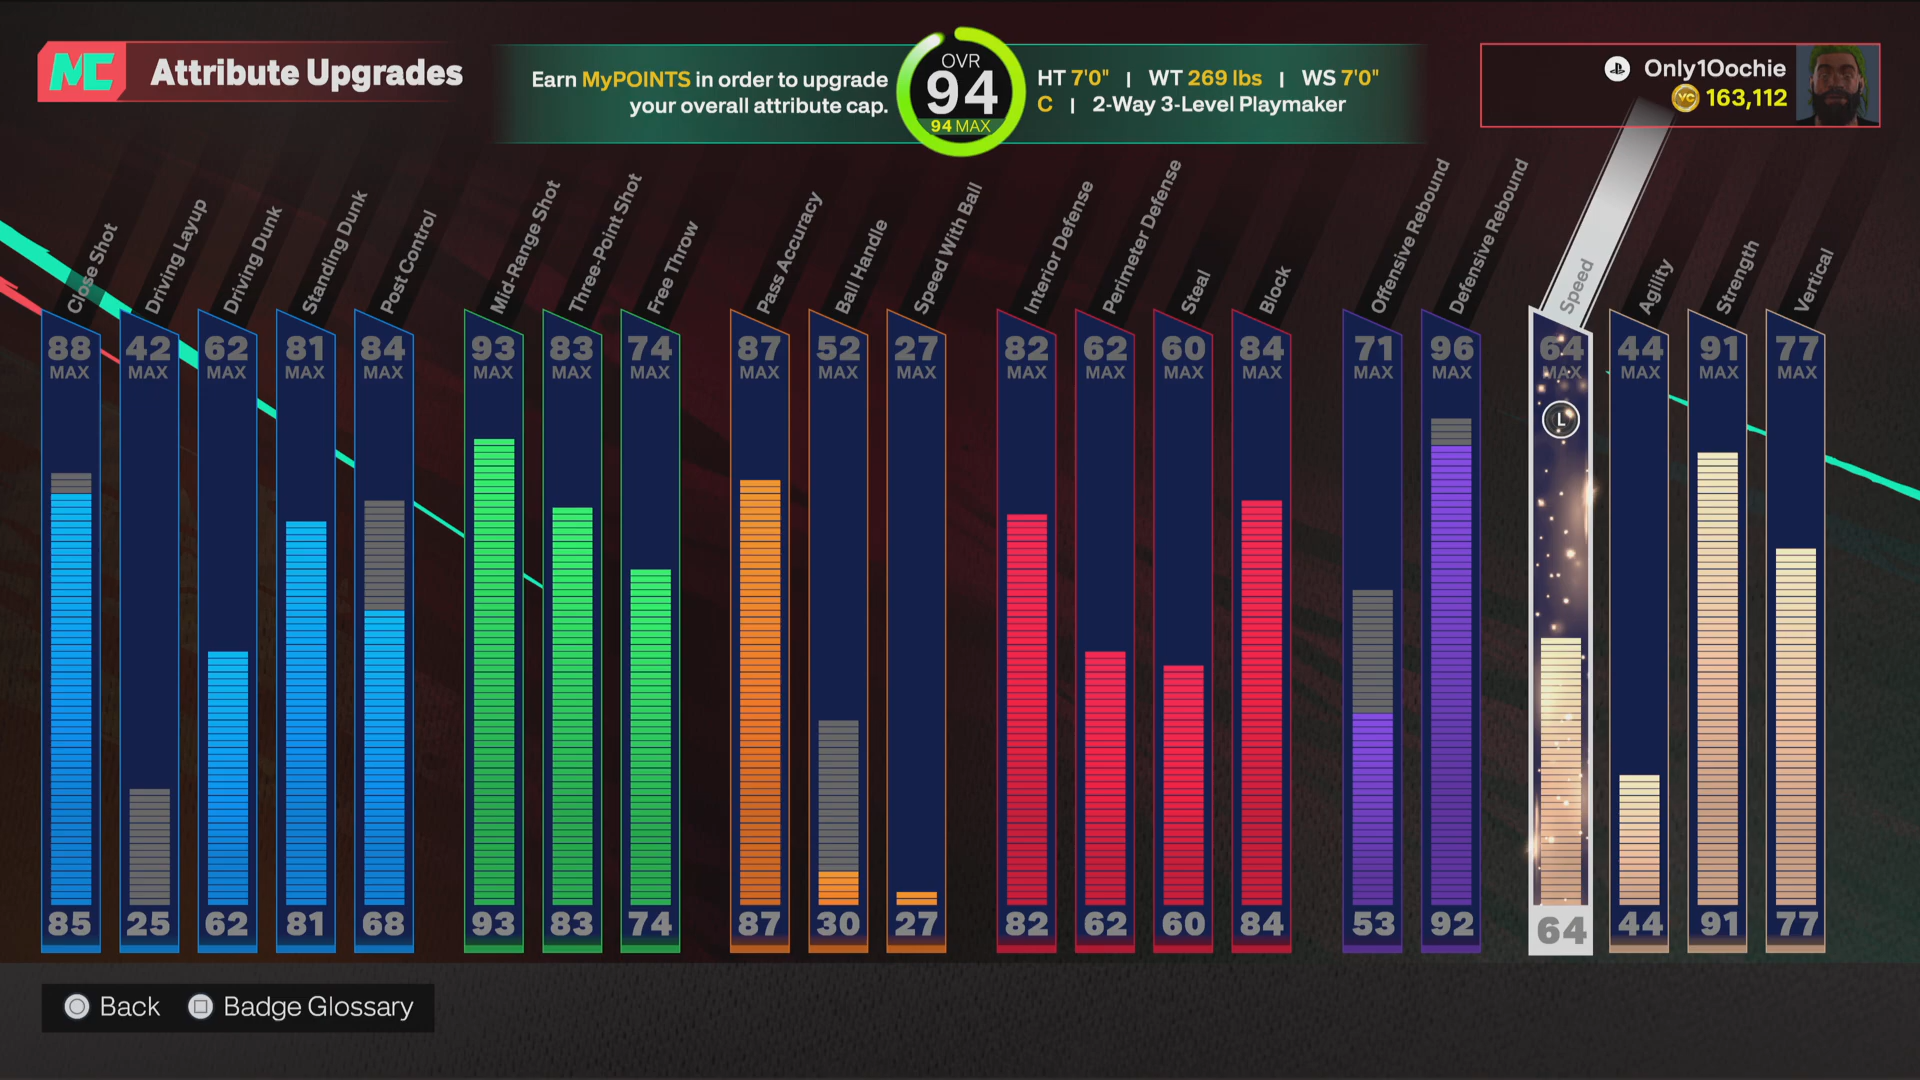 MC Attribute Upgrades
Earn MyPOINTS in order to upgrade
your overall attribute cap.
OVR
94
94 MAX
HT 7'0" | WT 269 lbs | WS 7'0"
C | 2-Way 3-Level Playmaker
Only1Oochie
VC 163,112
Close Shot
Driving Layup
Driving Dunk
Standing Dunk
Post Control
Mid-Range Shot
Three-Point Shot
Free Throw
Pass Accuracy
Ball Handle
Speed With Ball
Interior Defense
Perimeter Defense
Steal
Block
Offensive Rebound
Defensive Rebound
Speed
Agility
Strength
Vertical
88 42 62 81 84 93 83 74 87 52 27 82 62 60 84 71 96 64 44 91 77
MAX MAX MAX MAX MAX MAX MAX MAX MAX MAX MAX MAX MAX MAX MAX MAX MAX MAX MAX MAX MAX
L
85 25 62 81 68 93 83 74 87 30 27 82 62 60 84 53 92 64 44 91 77
Back Badge Glossary